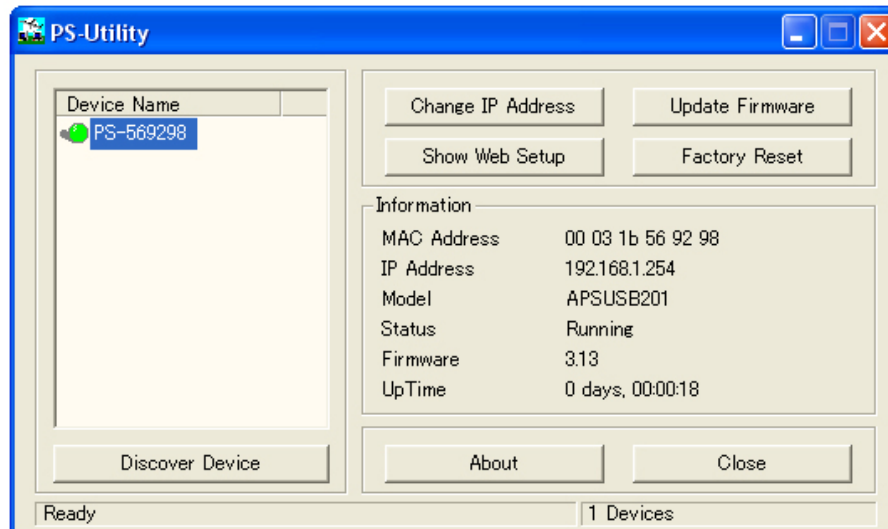 PS-Utility
Device Name
PS-569298
Discover Device
Change IP Address
Update Firmware
Show Web Setup
Factory Reset
Information
MAC Address 00 03 1b 56 92 98
IP Address 192.168.1.254
Model APSUSB201
Status Running
Firmware 3.13
UpTime 0 days, 00:00:18
About
Close
Ready
1 Devices